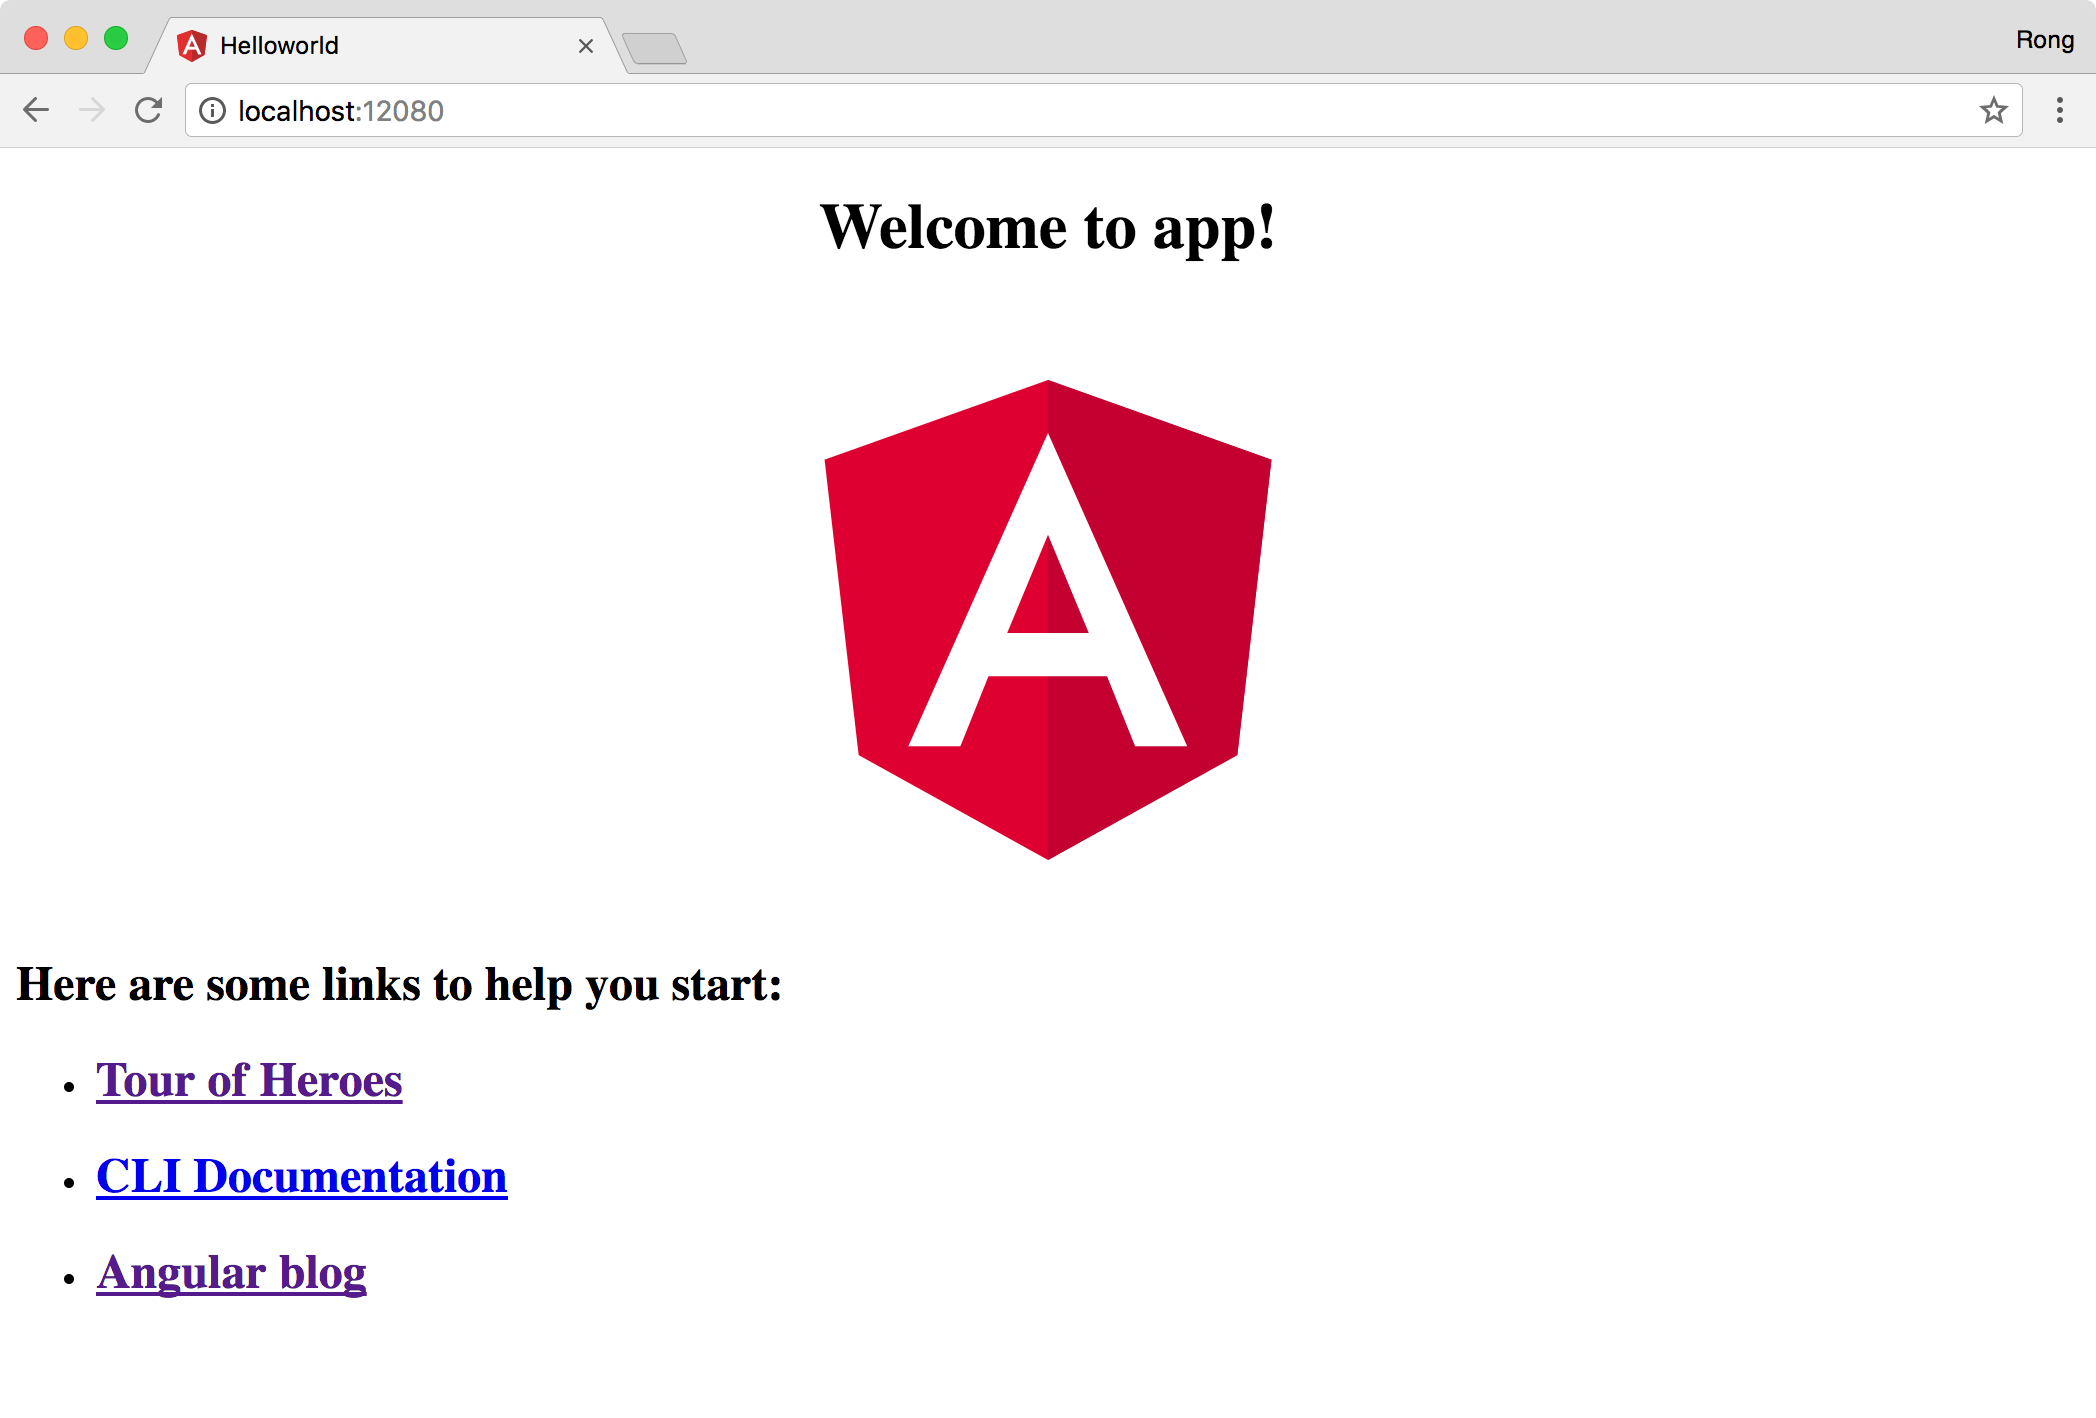 Helloworld
Rong
localhost:12080
Welcome to app!
A
Here are some links to help you start:
Tour of Heroes
CLI Documentation
Angular blog